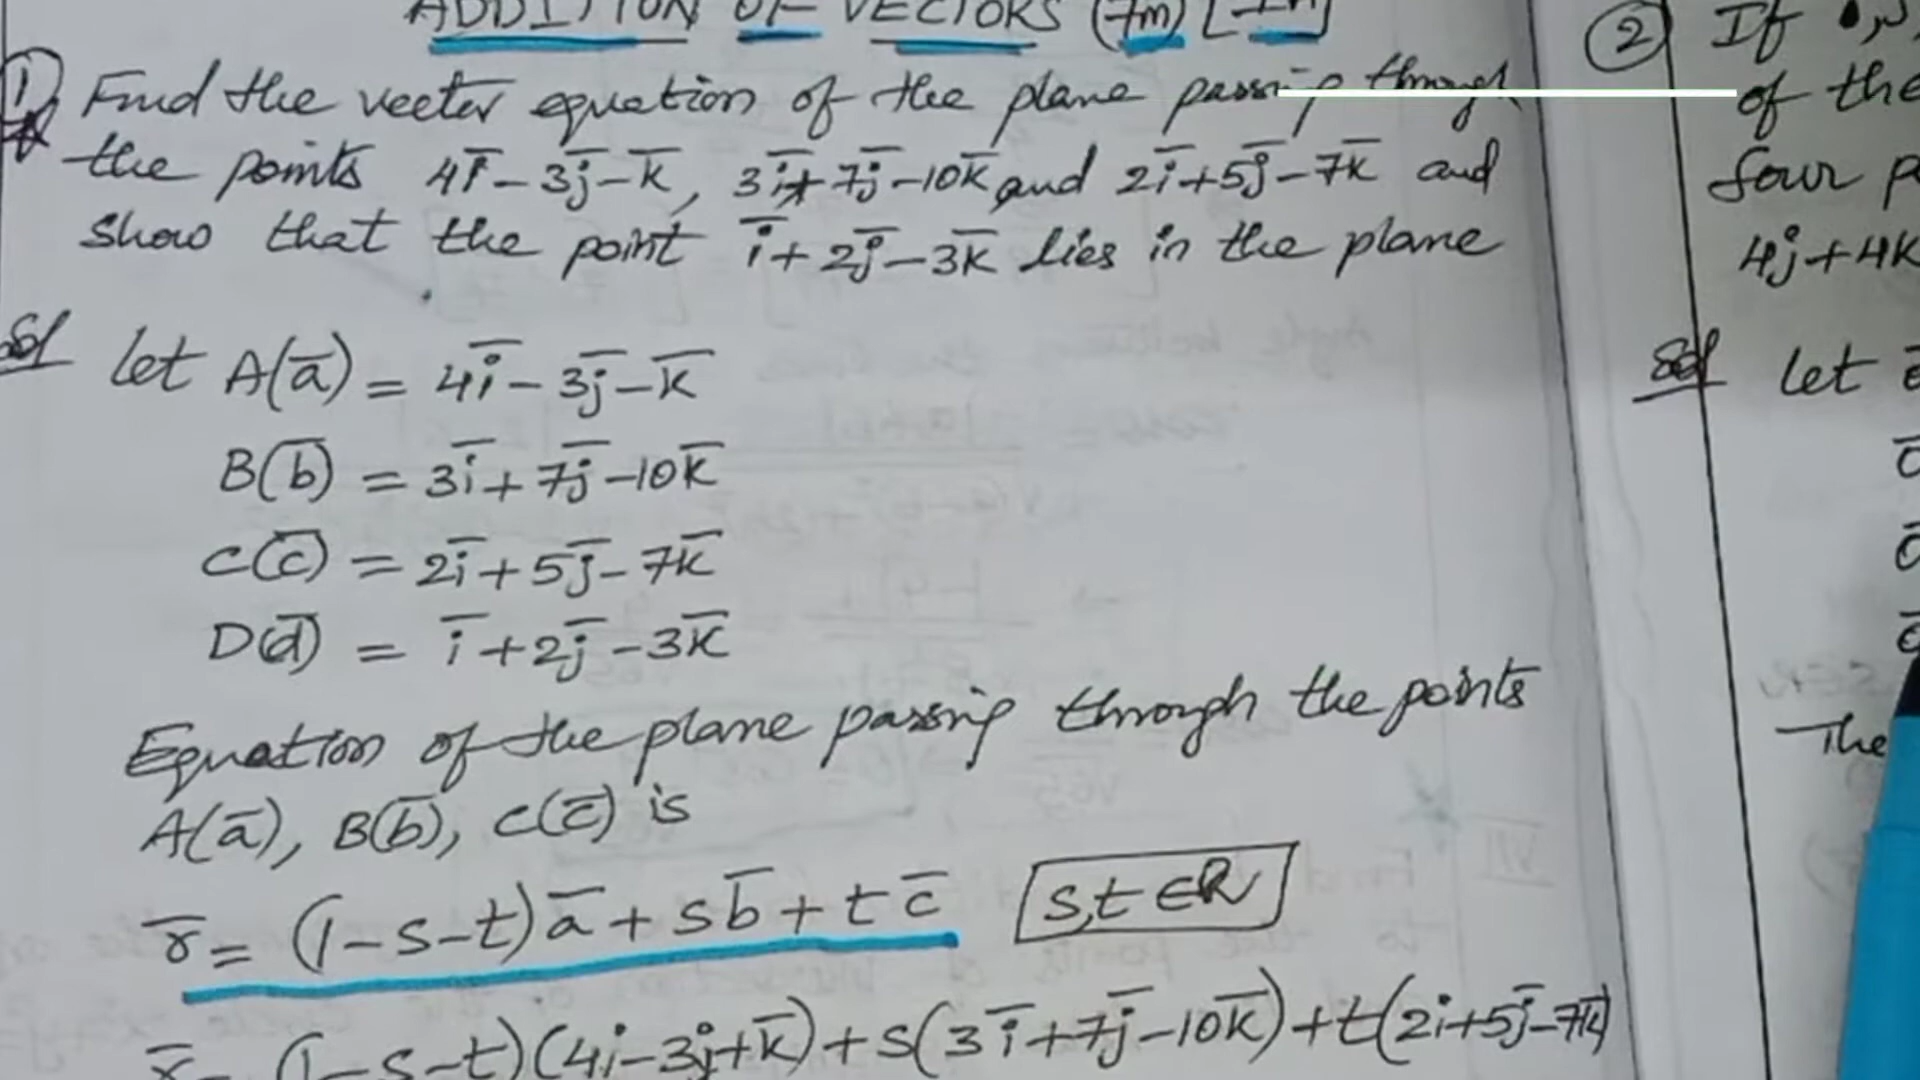 ADDITION OF VECTORS (7m)
① Find the vector equation of the plane passing through
the points 4i̅ - 3j̅ - k̅, 3i̅ + 7j̅ - 10k̅ and 2i̅ + 5j̅ - 7k̅ and
show that the point i̅ + 2j̅ - 3k̅ lies in the plane
Sol let A(a̅) = 4i̅ - 3j̅ - k̅
B(b̅) = 3i̅ + 7j̅ - 10k̅
C(c̅) = 2i̅ + 5j̅ - 7k̅
D(d̅) = i̅ + 2j̅ - 3k̅
Equation of the plane passing through the points
A(a̅), B(b̅), C(c̅) is
r̅ = (1-s-t)a̅ + sb̅ + tc̅ s,t ∈ R
r̅ = (1-s-t)(4i - 3j + k̅) + s(3i̅ + 7j̅ - 10k̅) + t(2i + 5j̅ - 7k̅)
② If
of the
four
4j + 4k
Sol let
The